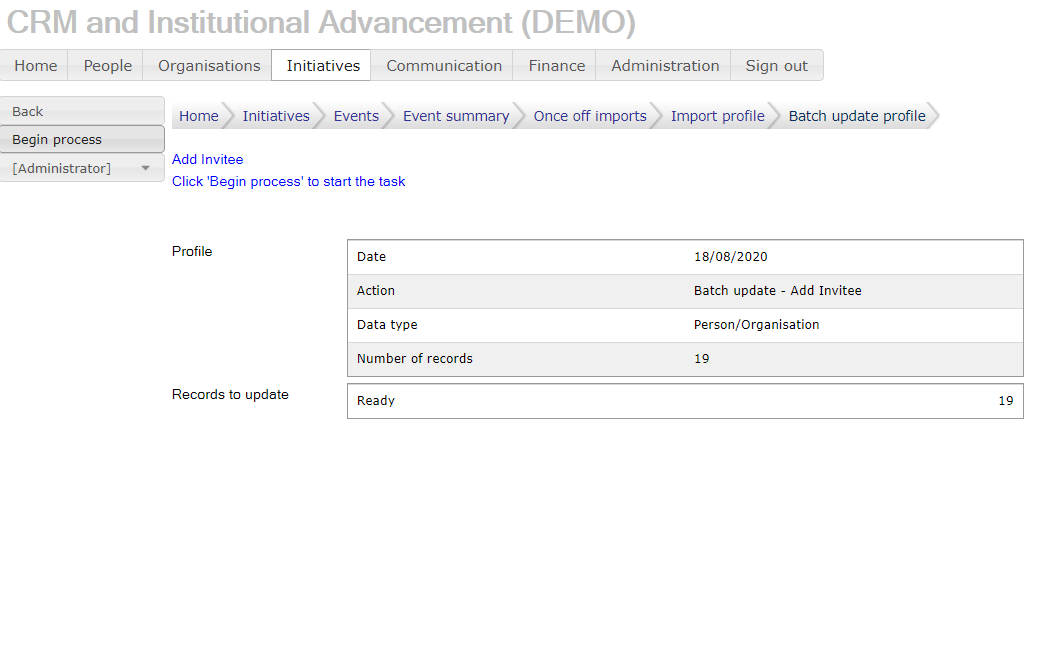 CRM and Institutional Advancement (DEMO)
Home People Organisations Initiatives Communication Finance Administration Sign out
Back
Begin process
[Administrator]
Home Initiatives Events Event summary Once off imports Import profile Batch update profile
Add Invitee
Click 'Begin process' to start the task
Profile
Date 18/08/2020
Action Batch update - Add Invitee
Data type Person/Organisation
Number of records 19
Records to update
Ready 19